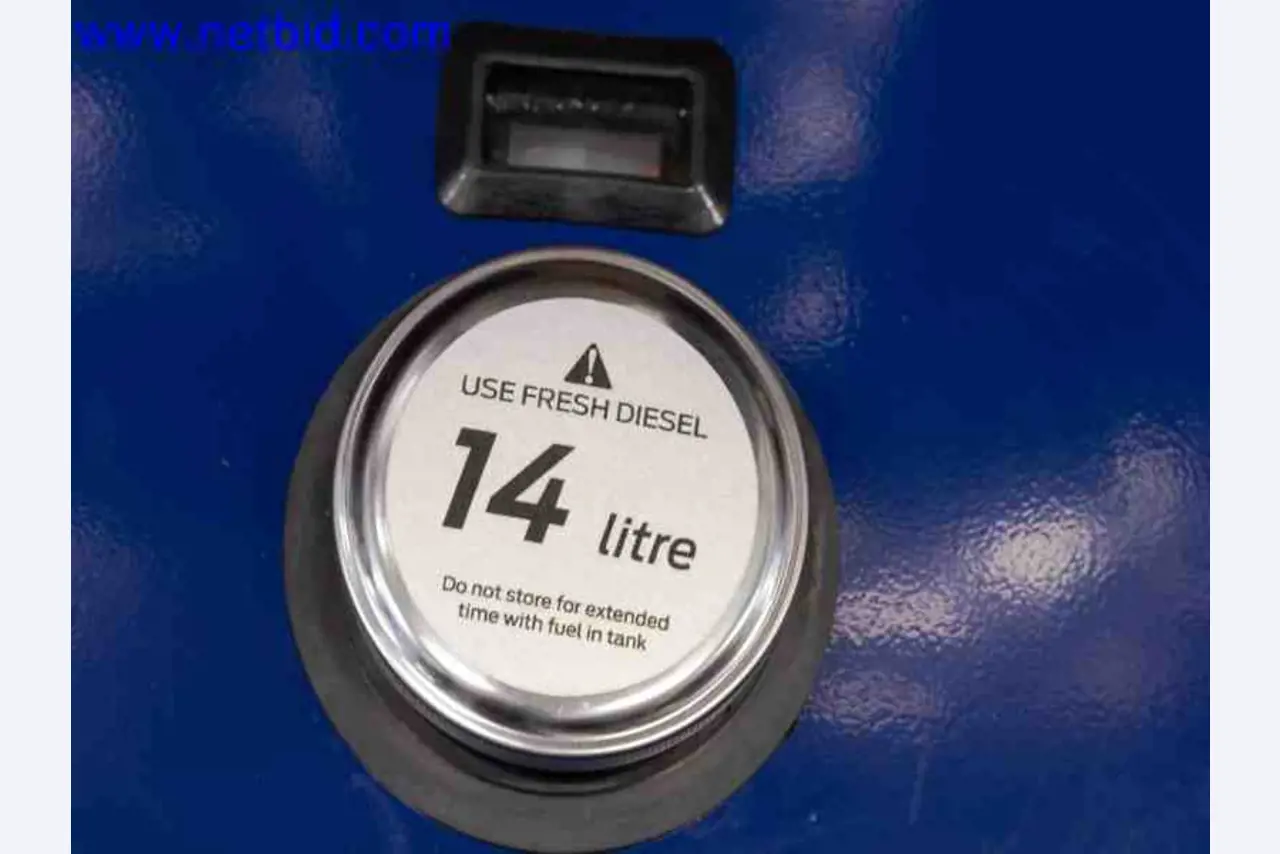 www.netbid.com
USE FRESH DIESEL
14 litre
Do not store for extended
time with fuel in tank